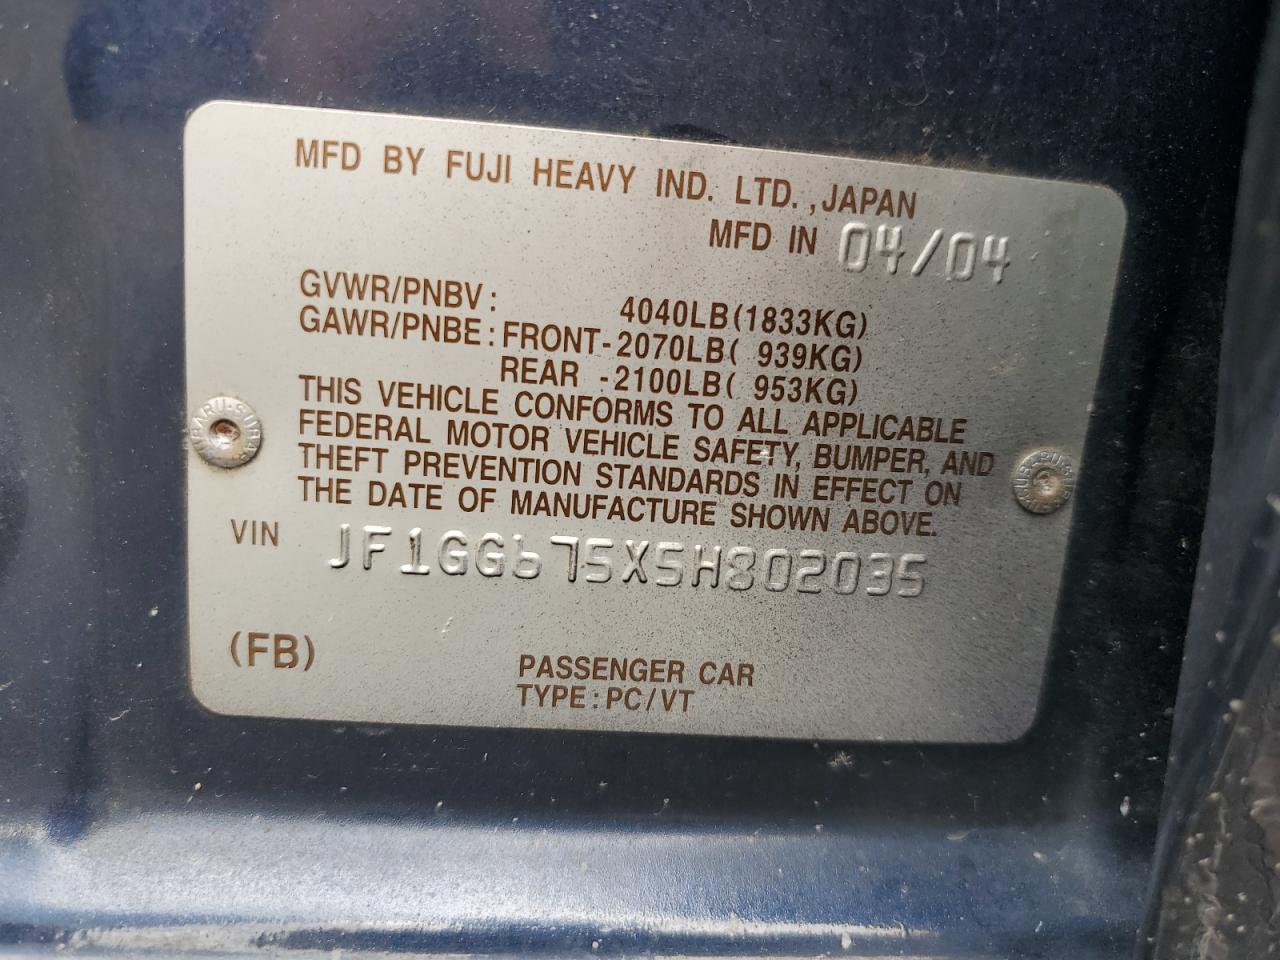 MFD BY FUJI HEAVY IND. LTD., JAPAN
MFD IN 04/04
GVWR/PNBV: 4040LB(1833KG)
GAWR/PNBE: FRONT-2070LB( 939KG)
REAR -2100LB( 953KG)
THIS VEHICLE CONFORMS TO ALL APPLICABLE
FEDERAL MOTOR VEHICLE SAFETY, BUMPER, AND
THEFT PREVENTION STANDARDS IN EFFECT ON
THE DATE OF MANUFACTURE SHOWN ABOVE.
VIN JF1GG675X5H802035
(FB)
PASSENGER CAR
TYPE: PC/VT